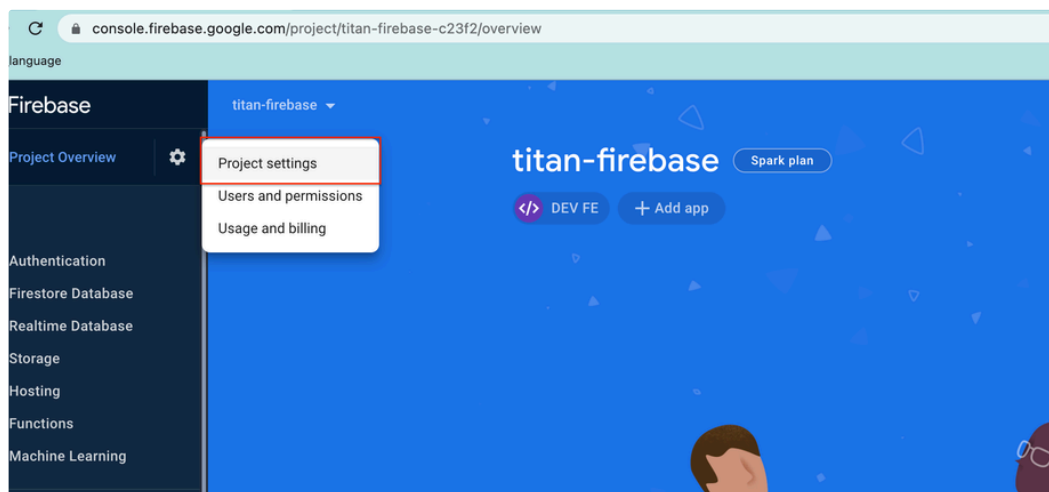 console.firebase.google.com/project/titan-firebase-c23f2/overview
language
Firebase
titan-firebase
Project Overview
Project settings
Users and permissions
Usage and billing
titan-firebase Spark plan
</> DEV FE + Add app
Authentication
Firestore Database
Realtime Database
Storage
Hosting
Functions
Machine Learning